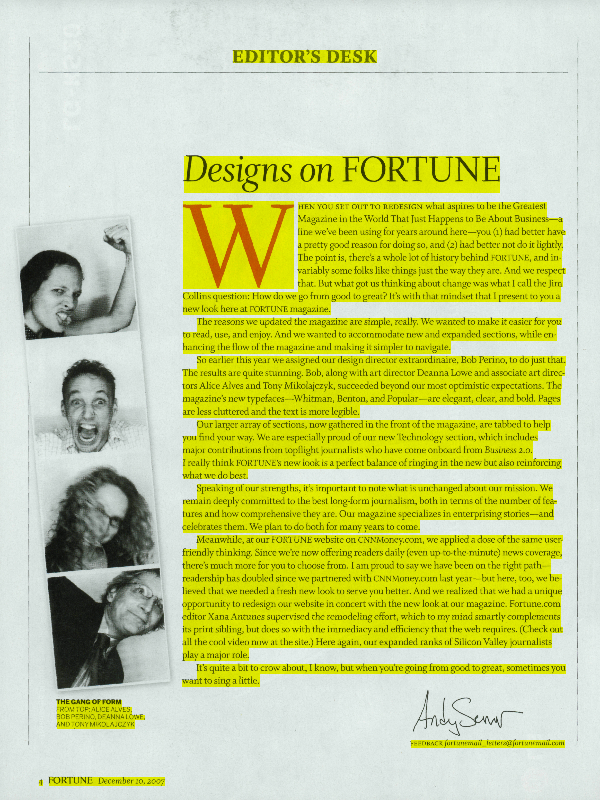 EDITOR'S DESK
Designs on FORTUNE
WHEN YOU SET OUT TO REDESIGN what aspires to be the Greatest
Magazine in the World That Just Happens to Be About Business—a
line we've been using for years around here—you (1) had better have
a pretty good reason for doing so, and (2) had better not do it lightly.
The point is, there's a whole lot of history behind FORTUNE, and in-
variably some folks like things just the way they are. And we respect
that. But what got us thinking about change was what I call the Jim
Collins question: How do we go from good to great? It's with that mindset that I present to you a
new look here at FORTUNE magazine.
The reasons we updated the magazine are simple, really. We wanted to make it easier for you
to read, use, and enjoy. And we wanted to accommodate new and expanded sections, while en-
hancing the flow of the magazine and making it simpler to navigate.
So earlier this year we assigned our design director extraordinaire, Bob Perino, to do just that.
The results are quite stunning. Bob, along with art director Deanna Lowe and associate art direc-
tors Alice Alves and Tony Mikolajczyk, succeeded beyond our most optimistic expectations. The
magazine's new typefaces—Whitman, Benton, and Popular—are elegant, clear, and bold. Pages
are less cluttered and the text is more legible.
Our larger array of sections, now gathered in the front of the magazine, are tabbed to help
you find your way. We are especially proud of our new Technology section, which includes
major contributions from topflight journalists who have come onboard from Business 2.0.
I really think FORTUNE's new look is a perfect balance of ringing in the new but also reinforcing
what we do best.
Speaking of our strengths, it's important to note what is unchanged about our mission. We
remain deeply committed to the best long-form journalism, both in terms of the number of fea-
tures and how comprehensive they are. Our magazine specializes in enterprising stories—and
celebrates them. We plan to do both for many years to come.
Meanwhile, at our FORTUNE website on CNNMoney.com, we applied a dose of the same user-
friendly thinking. Since we're now offering readers daily (even up-to-the-minute) news coverage,
there's much more for you to choose from. I am proud to say we have been on the right path—
readership has doubled since we partnered with CNNMoney.com last year—but here, too, we be-
lieved that we needed a fresh new look to serve you better. And we realized that we had a unique
opportunity to redesign our website in concert with the new look at our magazine. Fortune.com
editor Xana Antunes supervised the remodeling effort, which to my mind smartly complements
its print sibling, but does so with the immediacy and efficiency that the web requires. (Check out
all the cool video now at the site.) Here again, our expanded ranks of Silicon Valley journalists
play a major role.
It's quite a bit to crow about, I know, but when you're going from good to great, sometimes you
want to sing a little.
THE GANG OF FORM
FROM TOP: ALICE ALVES,
BOB PERINO, DEANNA LOWE,
AND TONY MIKOLAJCZYK
Andy Serwer
FEEDBACK fortunemail_letters@fortunemail.com
4 FORTUNE December 10, 2007